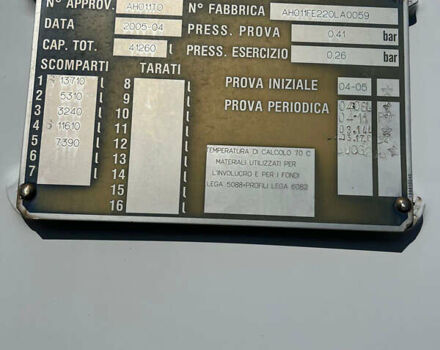 N° APPROV. AH011TO N° FABBRICA AH011FE220LA0059
DATA 2005-04 PRESS. PROVA 0.41 bar
CAP. TOT. 41260 l PRESS. ESERCIZIO 0.26 bar
SCOMPARTI TARATI
1 S 13710 l 8 l PROVA INIZIALE 04-05
2 5310 l 9 l PROVA PERIODICA
3 3240 l 10 l
4 S 11610 l 11 l
5 7390 l 12 l
6 l 13 l
7 l 14 l
15 l
16 l
TEMPERATURA DI CALCOLO 70 C
MATERIALI UTILIZZATI PER
L'INVOLUCRO E PER I FONDI
LEGA 5088+PROFILI LEGA 6082